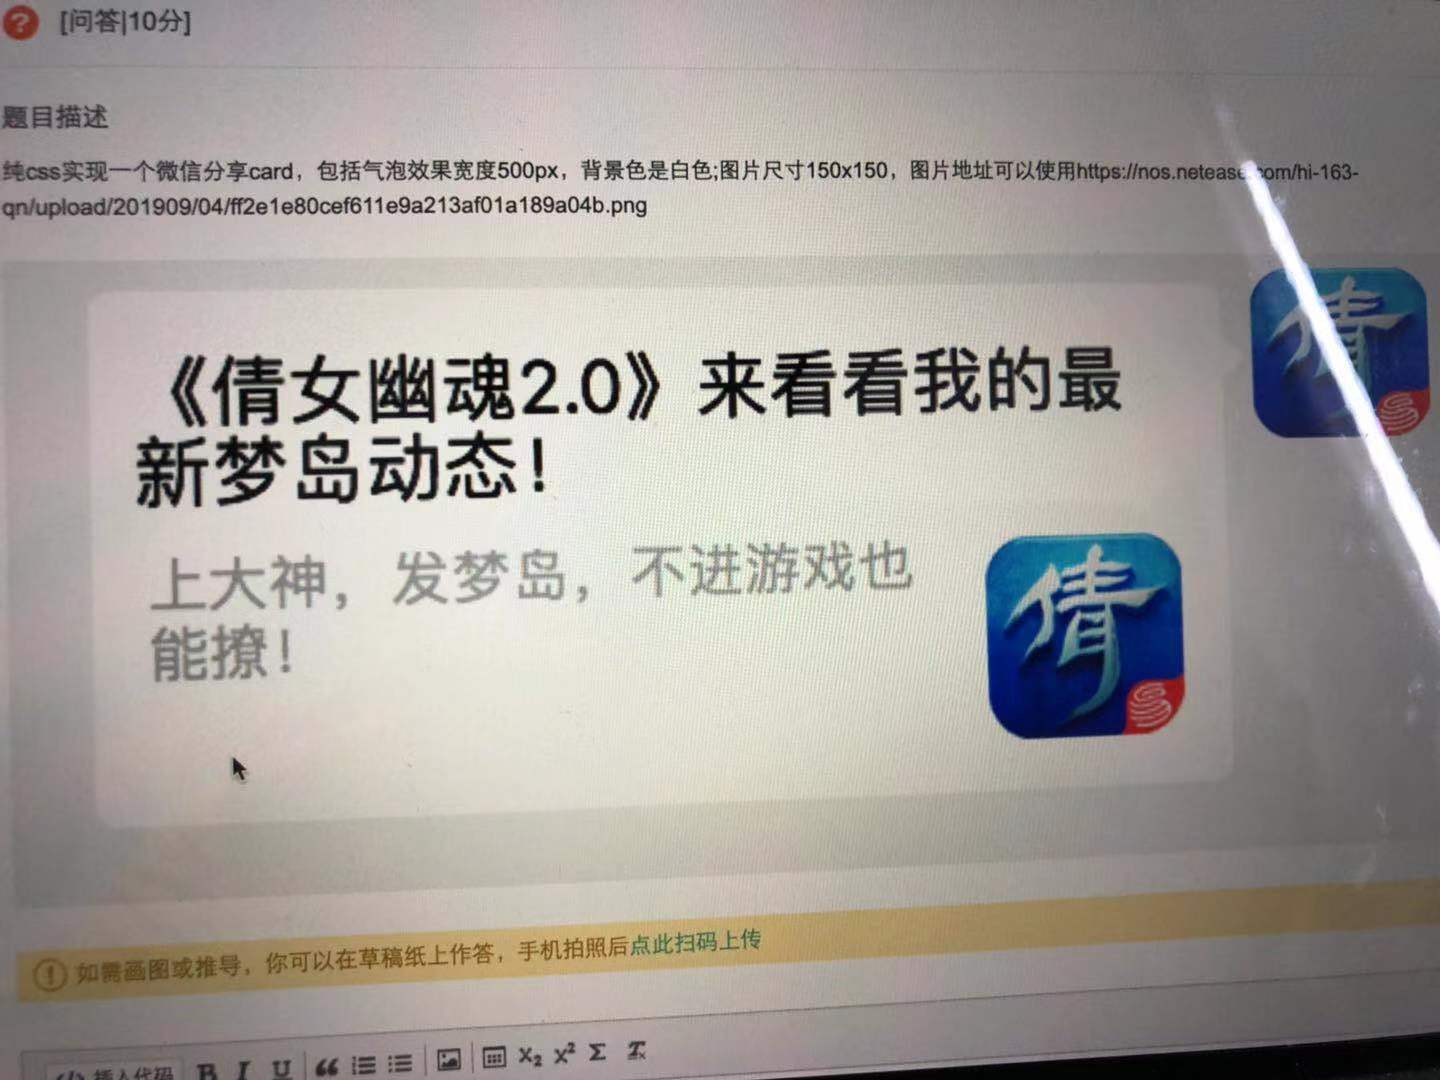 [问答|10分]
题目描述
纯css实现一个微信分享card，包括气泡效果宽度500px，背景色是白色;图片尺寸150x150，图片地址可以使用https://nos.netease.com/hi-163-
qn/upload/201909/04/ff2e1e80cef611e9a213af01a189a04b.png
倩
《倩女幽魂2.0》来看看我的最
新梦岛动态！
上大神，发梦岛，不进游戏也
能撩！
倩
如需画图或推导，你可以在草稿纸上作答，手机拍照后点此扫码上传
</> 插入代码 B I U “ X₂ X² Σ Tx